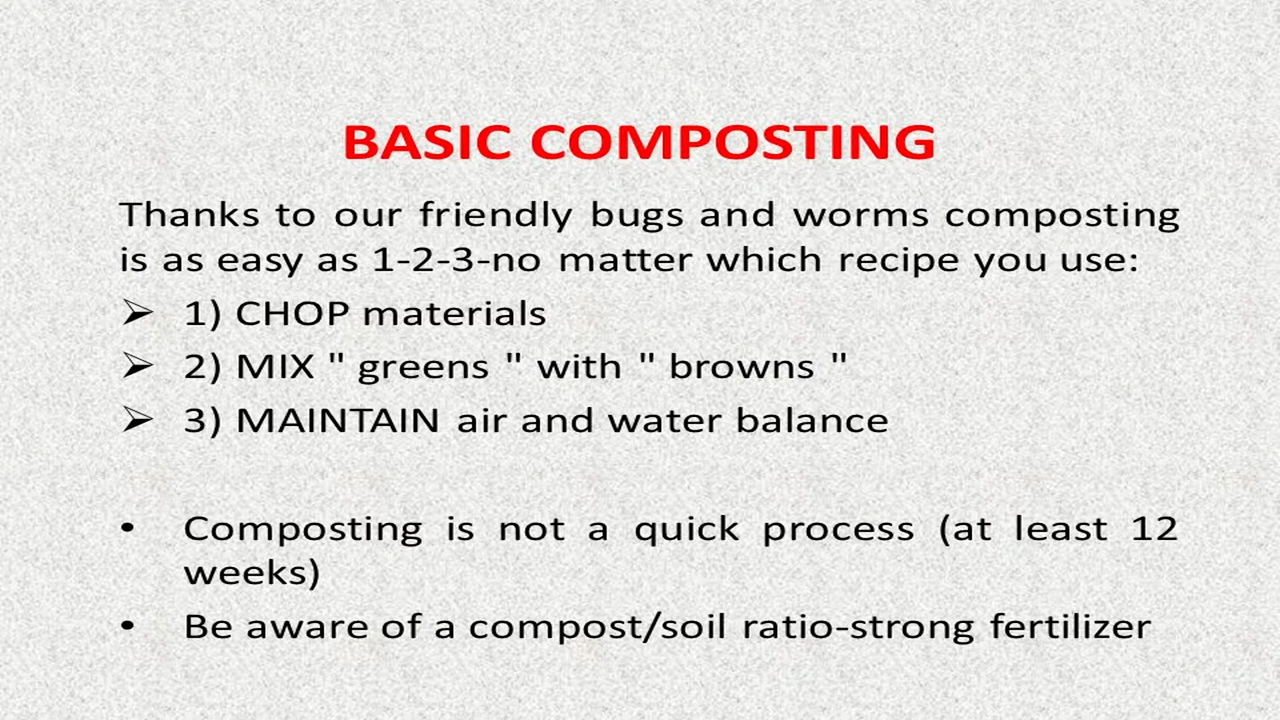 BASIC COMPOSTING
Thanks to our friendly bugs and worms composting
is as easy as 1-2-3-no matter which recipe you use:
➢ 1) CHOP materials
➢ 2) MIX " greens " with " browns "
➢ 3) MAINTAIN air and water balance
• Composting is not a quick process (at least 12
weeks)
• Be aware of a compost/soil ratio-strong fertilizer